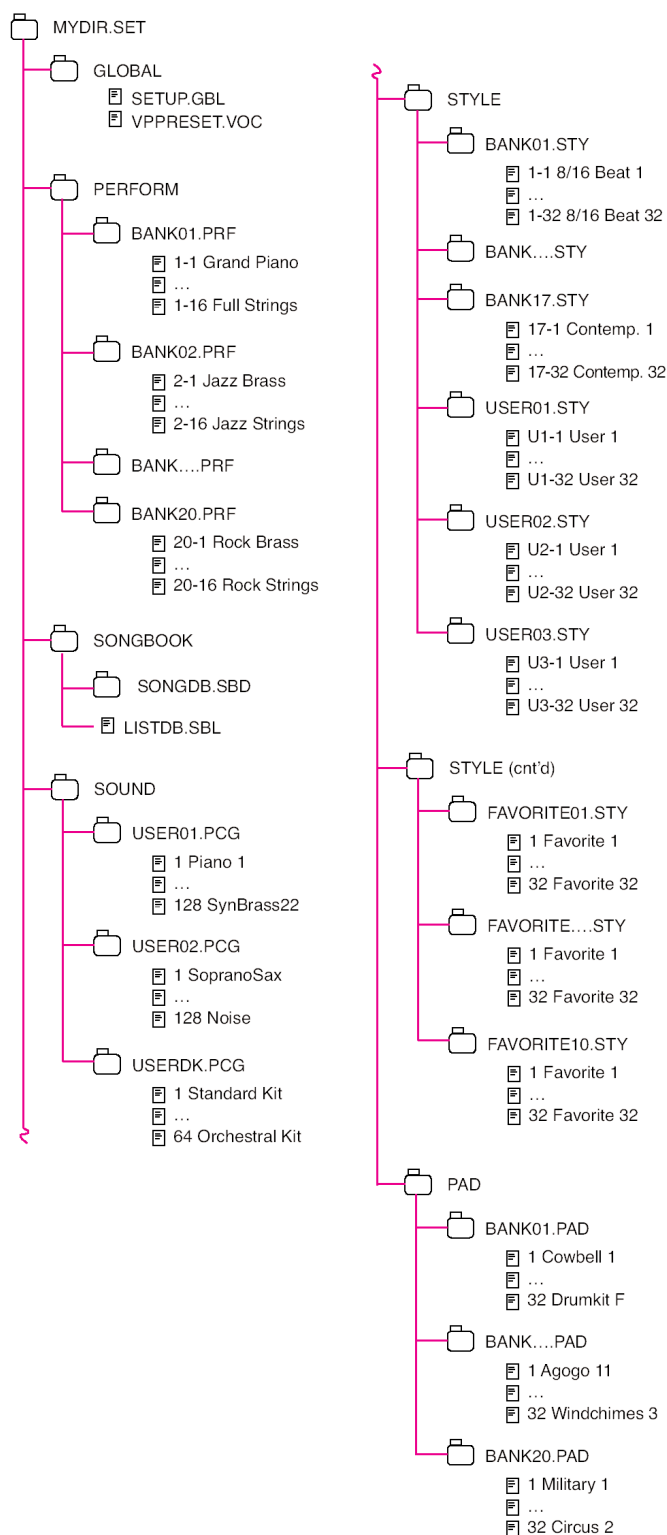 MYDIR.SET
GLOBAL
SETUP.GBL
VPPRESET.VOC
PERFORM
BANK01.PRF
1-1 Grand Piano
…
1-16 Full Strings
BANK02.PRF
2-1 Jazz Brass
…
2-16 Jazz Strings
BANK....PRF
BANK20.PRF
20-1 Rock Brass
…
20-16 Rock Strings
SONGBOOK
SONGDB.SBD
LISTDB.SBL
SOUND
USER01.PCG
1 Piano 1
…
128 SynBrass22
USER02.PCG
1 SopranoSax
…
128 Noise
USERDK.PCG
1 Standard Kit
…
64 Orchestral Kit
STYLE
BANK01.STY
1-1 8/16 Beat 1
…
1-32 8/16 Beat 32
BANK....STY
BANK17.STY
17-1 Contemp. 1
…
17-32 Contemp. 32
USER01.STY
U1-1 User 1
…
U1-32 User 32
USER02.STY
U2-1 User 1
…
U2-32 User 32
USER03.STY
U3-1 User 1
…
U3-32 User 32
STYLE (cnt'd)
FAVORITE01.STY
1 Favorite 1
…
32 Favorite 32
FAVORITE....STY
1 Favorite 1
…
32 Favorite 32
FAVORITE10.STY
1 Favorite 1
…
32 Favorite 32
PAD
BANK01.PAD
1 Cowbell 1
…
32 Drumkit F
BANK....PAD
1 Agogo 11
…
32 Windchimes 3
BANK20.PAD
1 Military 1
…
32 Circus 2